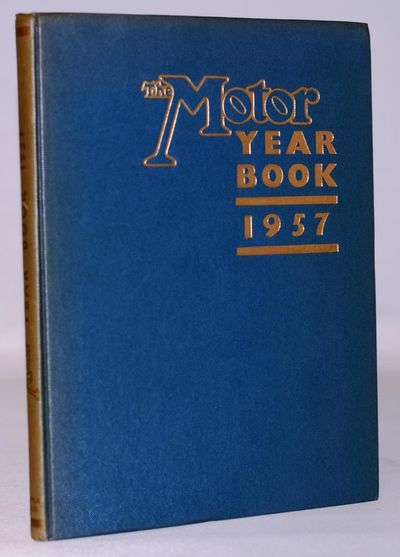 The Motor
YEAR
BOOK
1957